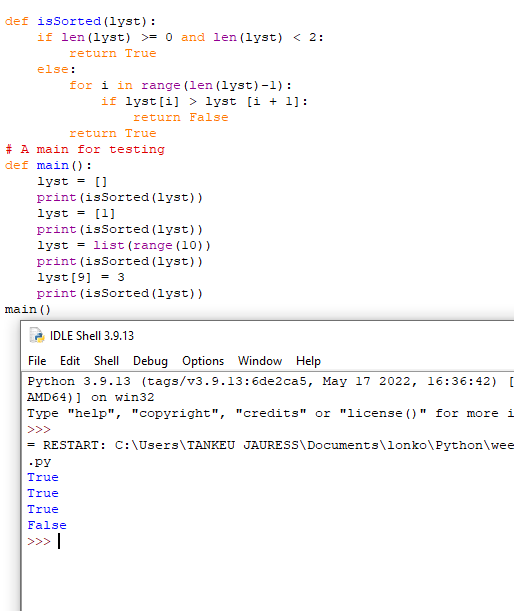 def isSorted(lyst):
    if len(lyst) >= 0 and len(lyst) < 2:
        return True
    else:
        for i in range(len(lyst)-1):
            if lyst[i] > lyst [i + 1]:
                return False
        return True
# A main for testing
def main():
    lyst = []
    print(isSorted(lyst))
    lyst = [1]
    print(isSorted(lyst))
    lyst = list(range(10))
    print(isSorted(lyst))
    lyst[9] = 3
    print(isSorted(lyst))
main()
IDLE Shell 3.9.13
File Edit Shell Debug Options Window Help
Python 3.9.13 (tags/v3.9.13:6de2ca5, May 17 2022, 16:36:42) [
AMD64)] on win32
Type "help", "copyright", "credits" or "license()" for more i
>>>
= RESTART: C:\Users\TANKEU JAURESS\Documents\lonko\Python\wee
.py
True
True
True
False
>>>